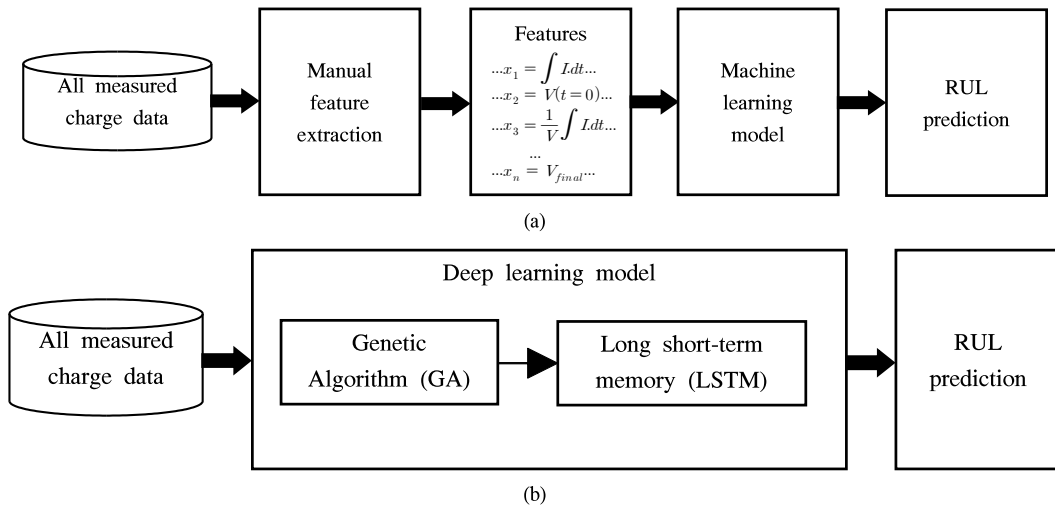 All measured
charge data
Manual
feature
extraction
Features
...x₁ = ∫ I.dt...
...x₂ = V(t=0)...
...x₃ = 1/V ∫ I.dt...
...
...xₙ = V_final...
Machine
learning
model
RUL
prediction
(a)
Deep learning model
All measured
charge data
Genetic
Algorithm (GA)
Long short-term
memory (LSTM)
RUL
prediction
(b)